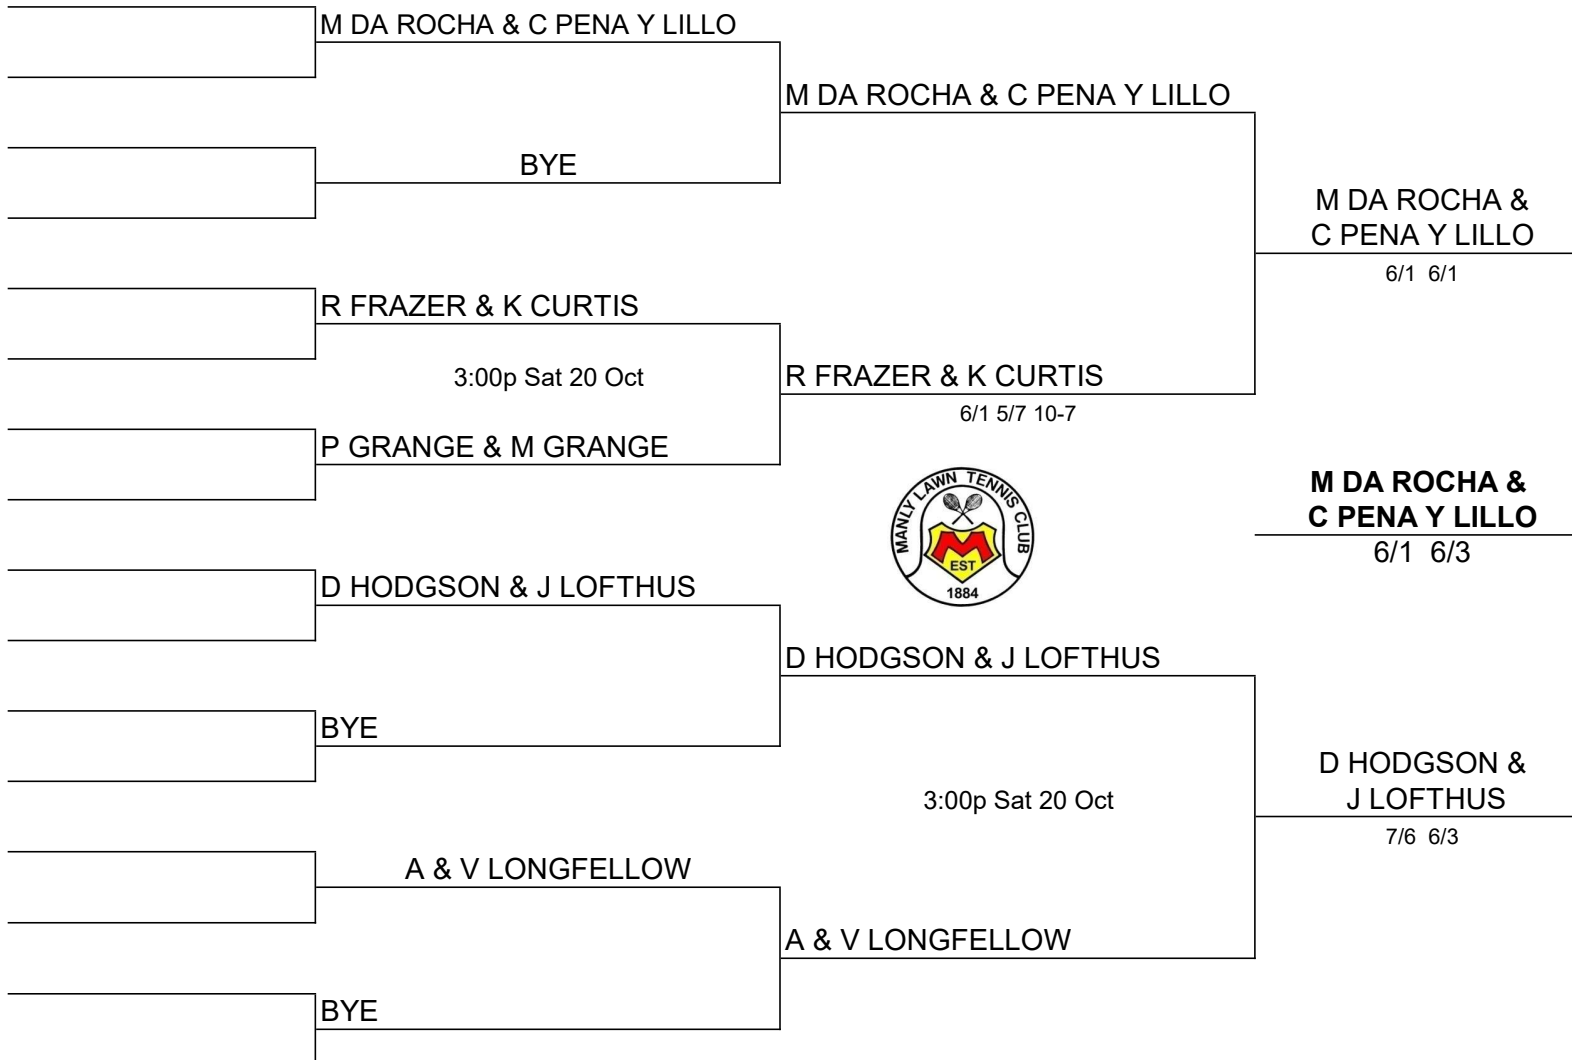 M DA ROCHA & C PENA Y LILLO
M DA ROCHA & C PENA Y LILLO
BYE
M DA ROCHA &
C PENA Y LILLO
6/1 6/1
R FRAZER & K CURTIS
3:00p Sat 20 Oct
R FRAZER & K CURTIS
6/1 5/7 10-7
P GRANGE & M GRANGE
MANLY LAWN TENNIS CLUB
M
EST
1884
M DA ROCHA &
C PENA Y LILLO
6/1 6/3
D HODGSON & J LOFTHUS
D HODGSON & J LOFTHUS
BYE
3:00p Sat 20 Oct
D HODGSON &
J LOFTHUS
7/6 6/3
A & V LONGFELLOW
A & V LONGFELLOW
BYE